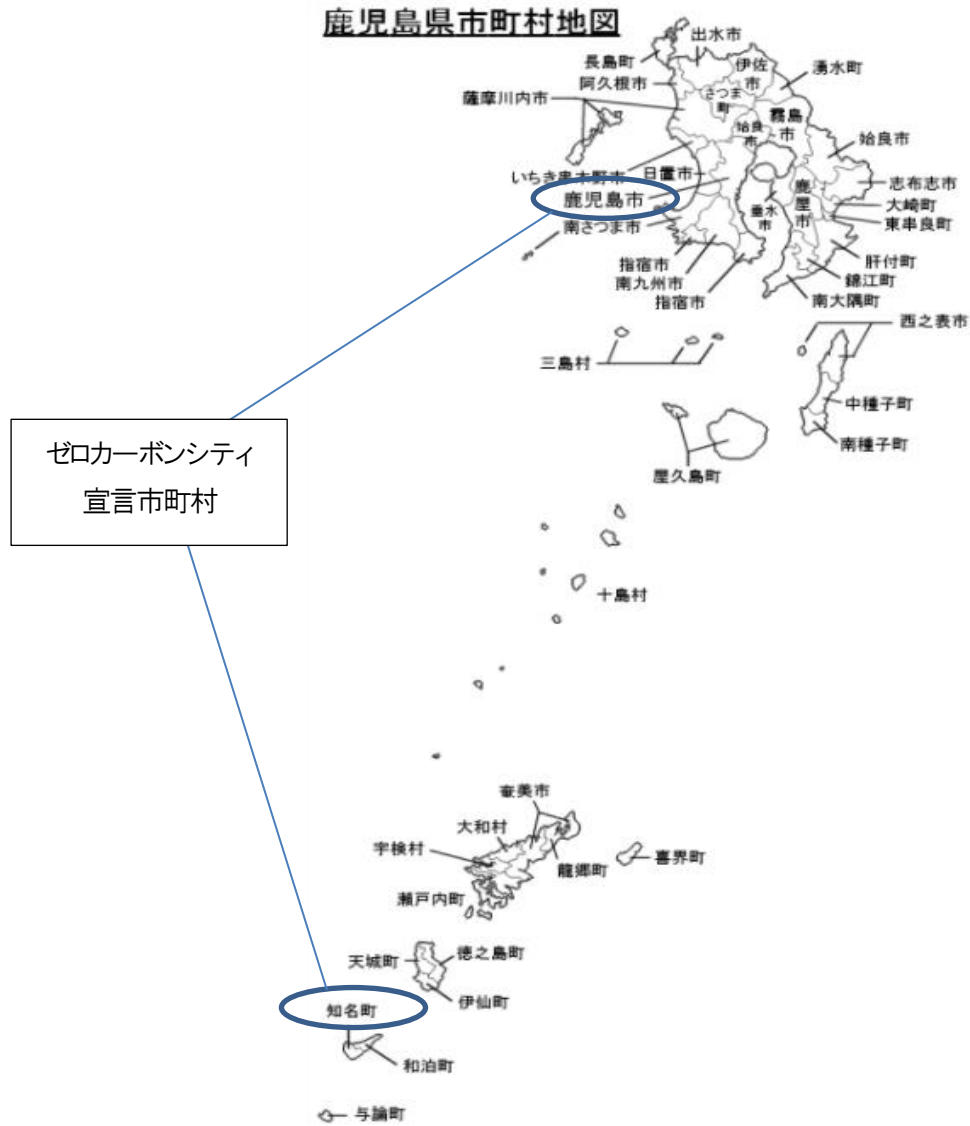 鹿児島県市町村地図
出水市
長島町
伊佐市
湧水町
阿久根市
薩摩川内市
さつま町
霧島市
姶良市
姶良市
いちき串木野市
日置市
鹿児島市
鹿屋市
志布志市
垂水市
大崎町
東串良町
南さつま市
肝付町
指宿市
錦江町
南九州市
指宿市
南大隅町
西之表市
三島村
中種子町
南種子町
屋久島町
ゼロカーボンシティ
宣言市町村
十島村
奄美市
大和村
宇検村
龍郷町
喜界町
瀬戸内町
天城町
徳之島町
伊仙町
知名町
和泊町
与論町